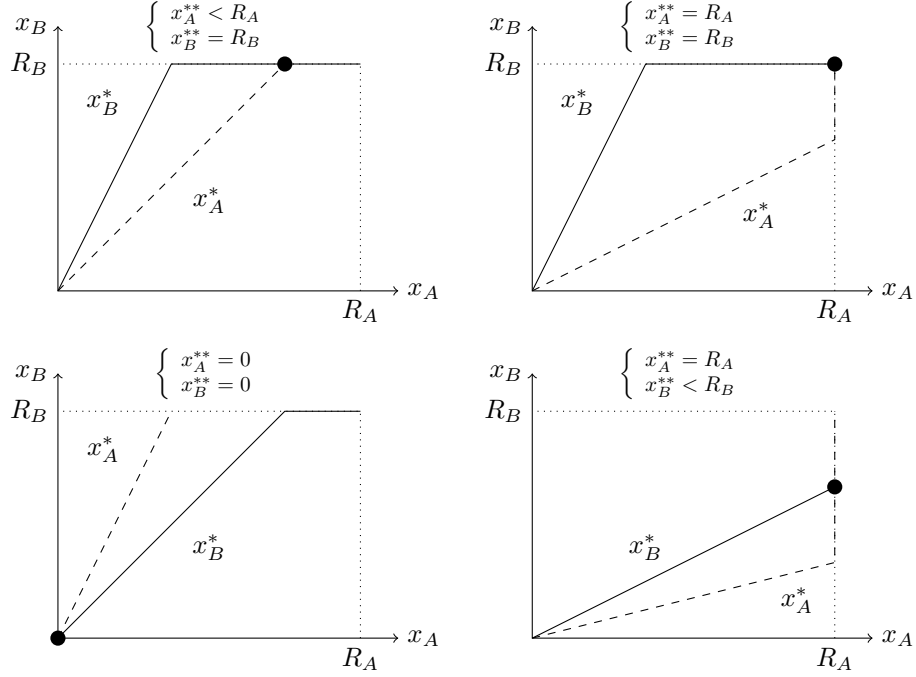 x_A^{**} < R_A
x_B^{**} = R_B
x_B
R_B
x_B^*
x_A^*
x_A
R_A
x_A^{**} = R_A
x_B^{**} = R_B
x_B
R_B
x_B^*
x_A^*
x_A
R_A
x_A^{**} = 0
x_B^{**} = 0
x_B
R_B
x_A^*
x_B^*
x_A
R_A
x_A^{**} = R_A
x_B^{**} < R_B
x_B
R_B
x_B^*
x_A^*
x_A
R_A